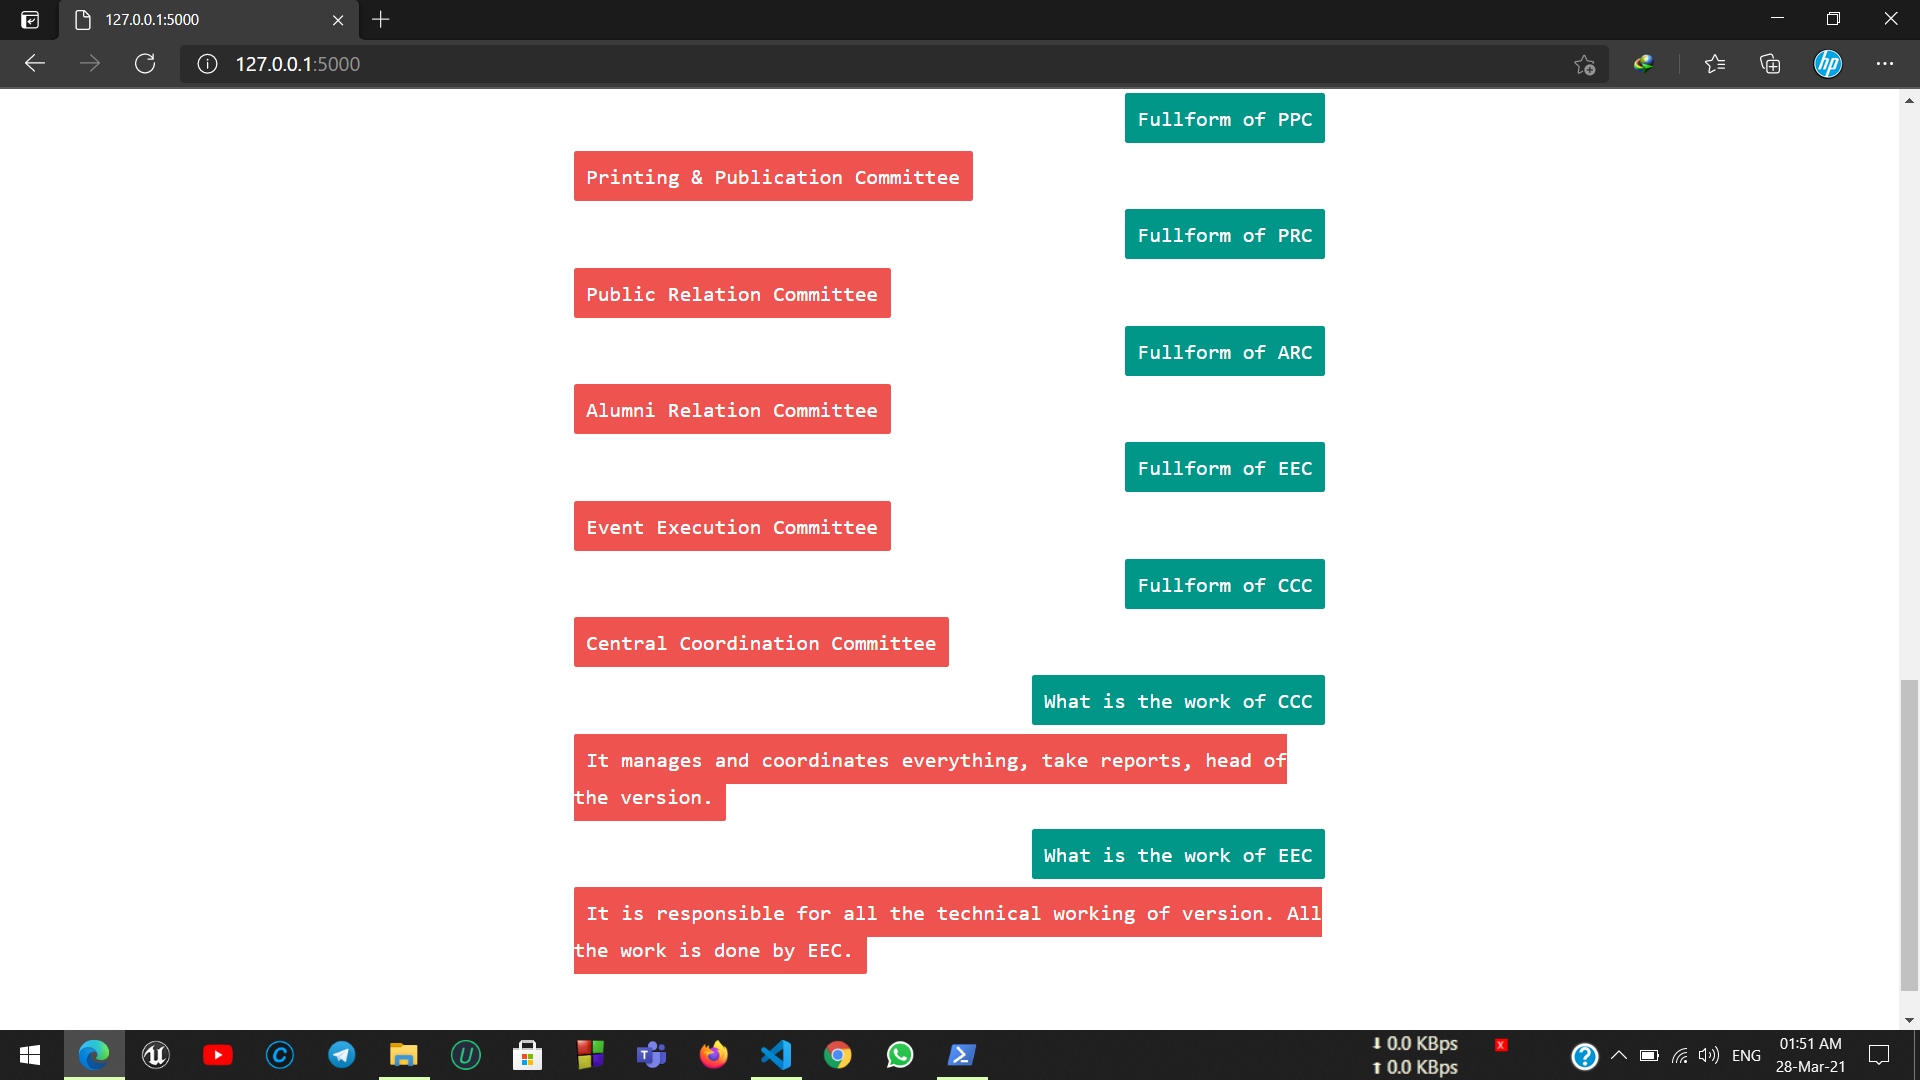 127.0.0.1:5000
127.0.0.1:5000
hp
Fullform of PPC
Printing & Publication Committee
Fullform of PRC
Public Relation Committee
Fullform of ARC
Alumni Relation Committee
Fullform of EEC
Event Execution Committee
Fullform of CCC
Central Coordination Committee
What is the work of CCC
It manages and coordinates everything, take reports, head of
the version.
What is the work of EEC
It is responsible for all the technical working of version. All
the work is done by EEC.
0.0 KBps
0.0 KBps
ENG
01:51 AM
28-Mar-21